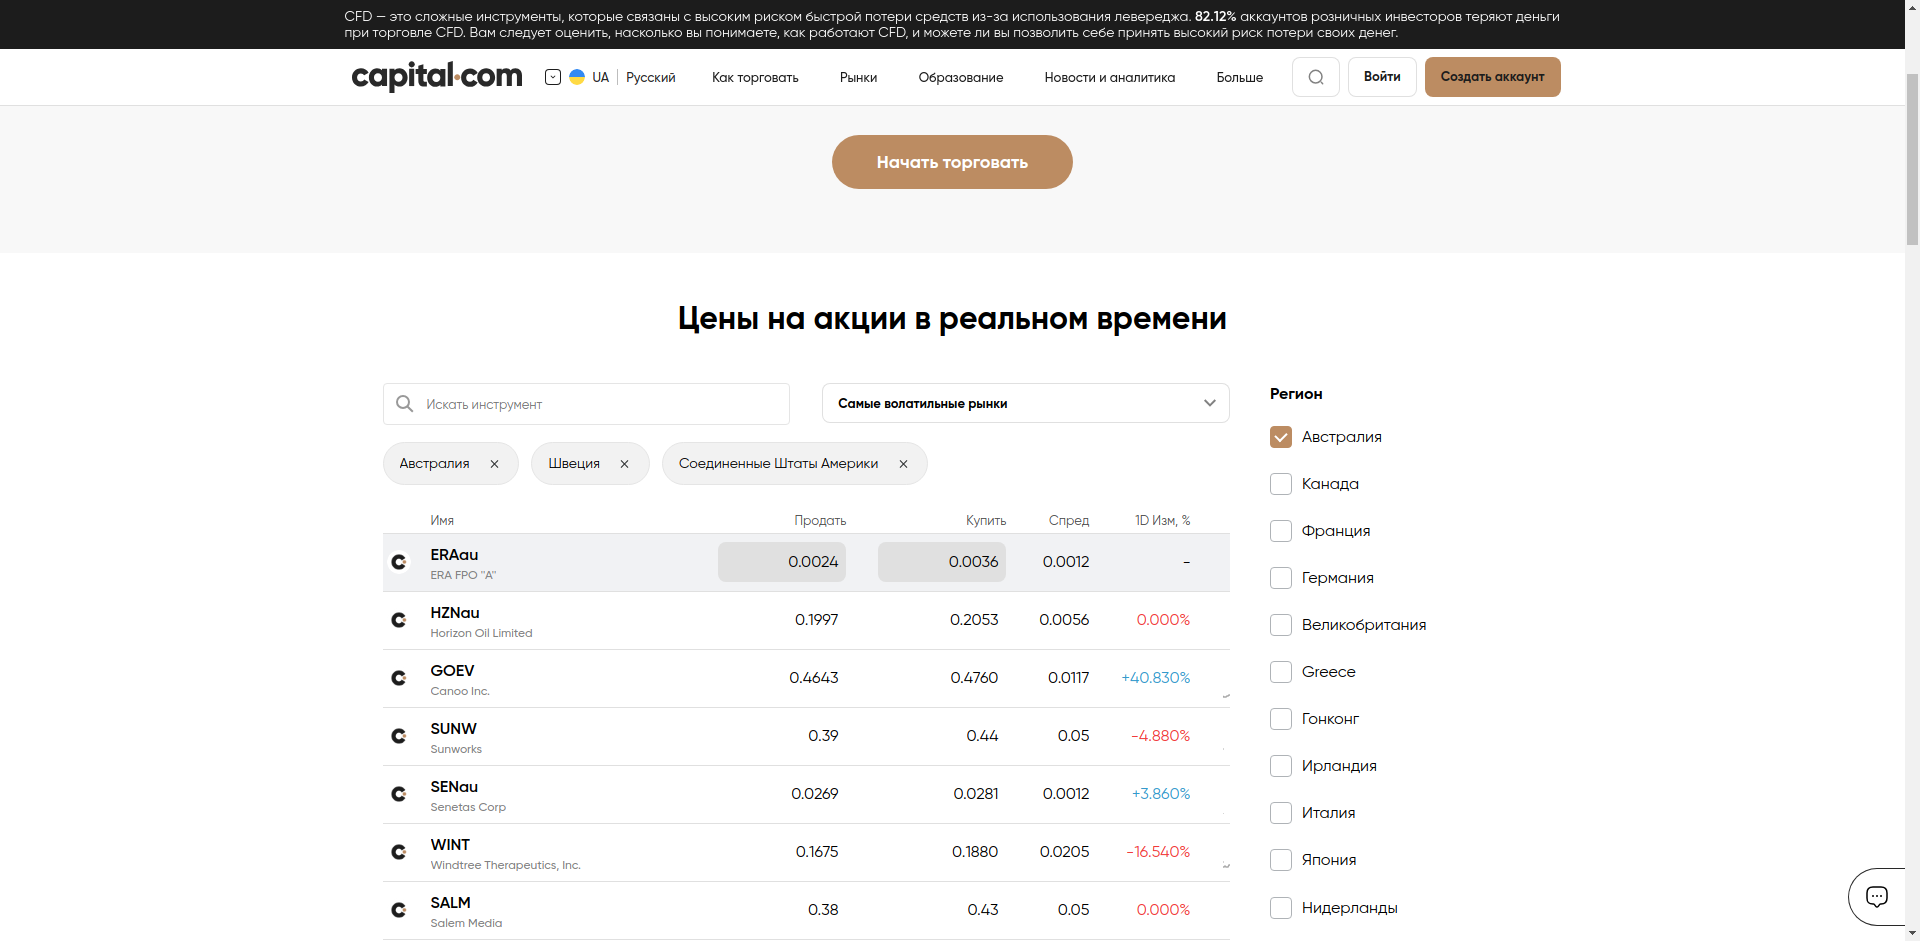 CFD — это сложные инструменты, которые связаны с высоким риском быстрой потери средств из-за использования левереджа. 82.12% аккаунтов розничных инвесторов теряют деньги
при торговле CFD. Вам следует оценить, насколько вы понимаете, как работают CFD, и можете ли вы позволить себе принять высокий риск потери своих денег.
capital.com UA Русский Как торговать Рынки Образование Новости и аналитика Больше Войти Создать аккаунт
Начать торговать
Цены на акции в реальном времени
Искать инструмент
Самые волатильные рынки
Австралия Швеция Соединенные Штаты Америки
Имя Продать Купить Спред 1D Изм, %
ERAau 0.0024 0.0036 0.0012 -
ERA FPO "A"
HZNau 0.1997 0.2053 0.0056 0.000%
Horizon Oil Limited
GOEV 0.4643 0.4760 0.0117 +40.830%
Canoo Inc.
SUNW 0.39 0.44 0.05 -4.880%
Sunworks
SENau 0.0269 0.0281 0.0012 +3.860%
Senetas Corp
WINT 0.1675 0.1880 0.0205 -16.540%
Windtree Therapeutics, Inc.
SALM 0.38 0.43 0.05 0.000%
Salem Media
Регион
Австралия
Канада
Франция
Германия
Великобритания
Greece
Гонконг
Ирландия
Италия
Япония
Нидерланды